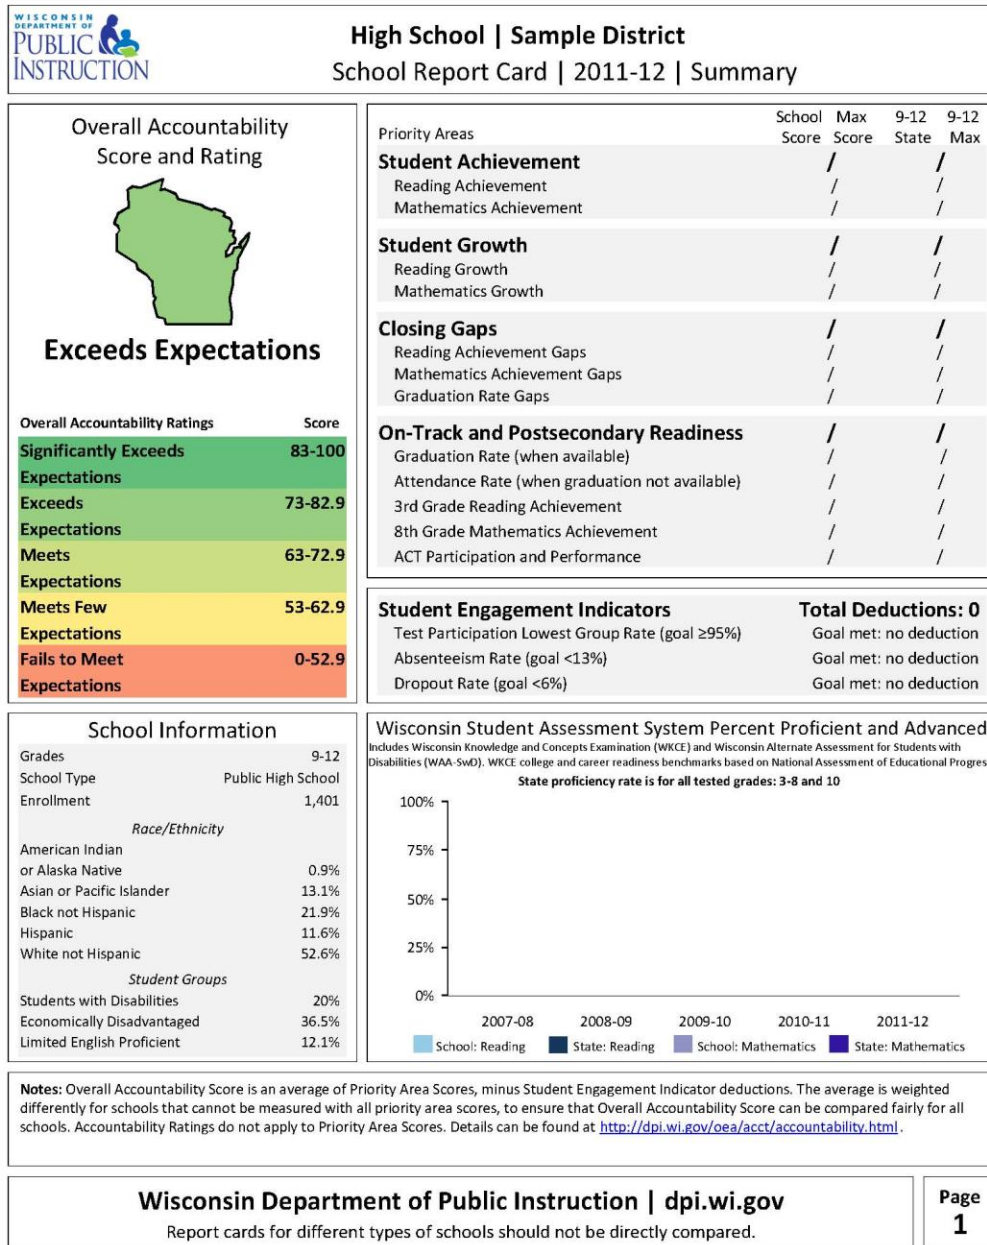 WISCONSIN
DEPARTMENT OF
PUBLIC
INSTRUCTION
High School | Sample District
School Report Card | 2011-12 | Summary
Overall Accountability
Score and Rating
Exceeds Expectations
Overall Accountability Ratings Score
Significantly Exceeds 83-100
Expectations
Exceeds 73-82.9
Expectations
Meets 63-72.9
Expectations
Meets Few 53-62.9
Expectations
Fails to Meet 0-52.9
Expectations
School Max 9-12 9-12
Priority Areas Score Score State Max
Student Achievement / /
Reading Achievement / /
Mathematics Achievement / /
Student Growth / /
Reading Growth / /
Mathematics Growth / /
Closing Gaps / /
Reading Achievement Gaps / /
Mathematics Achievement Gaps / /
Graduation Rate Gaps / /
On-Track and Postsecondary Readiness / /
Graduation Rate (when available) / /
Attendance Rate (when graduation not available) / /
3rd Grade Reading Achievement / /
8th Grade Mathematics Achievement / /
ACT Participation and Performance / /
Student Engagement Indicators Total Deductions: 0
Test Participation Lowest Group Rate (goal ≥95%) Goal met: no deduction
Absenteeism Rate (goal <13%) Goal met: no deduction
Dropout Rate (goal <6%) Goal met: no deduction
School Information
Grades 9-12
School Type Public High School
Enrollment 1,401
Race/Ethnicity
American Indian
or Alaska Native 0.9%
Asian or Pacific Islander 13.1%
Black not Hispanic 21.9%
Hispanic 11.6%
White not Hispanic 52.6%
Student Groups
Students with Disabilities 20%
Economically Disadvantaged 36.5%
Limited English Proficient 12.1%
Wisconsin Student Assessment System Percent Proficient and Advanced
Includes Wisconsin Knowledge and Concepts Examination (WKCE) and Wisconsin Alternate Assessment for Students with
Disabilities (WAA-SwD). WKCE college and career readiness benchmarks based on National Assessment of Educational Progres
State proficiency rate is for all tested grades: 3-8 and 10
100%
75%
50%
25%
0%
2007-08 2008-09 2009-10 2010-11 2011-12
School: Reading State: Reading School: Mathematics State: Mathematics
Notes: Overall Accountability Score is an average of Priority Area Scores, minus Student Engagement Indicator deductions. The average is weighted
differently for schools that cannot be measured with all priority area scores, to ensure that Overall Accountability Score can be compared fairly for all
schools. Accountability Ratings do not apply to Priority Area Scores. Details can be found at http://dpi.wi.gov/oea/acct/accountability.html.
Wisconsin Department of Public Instruction | dpi.wi.gov
Report cards for different types of schools should not be directly compared.
Page
1